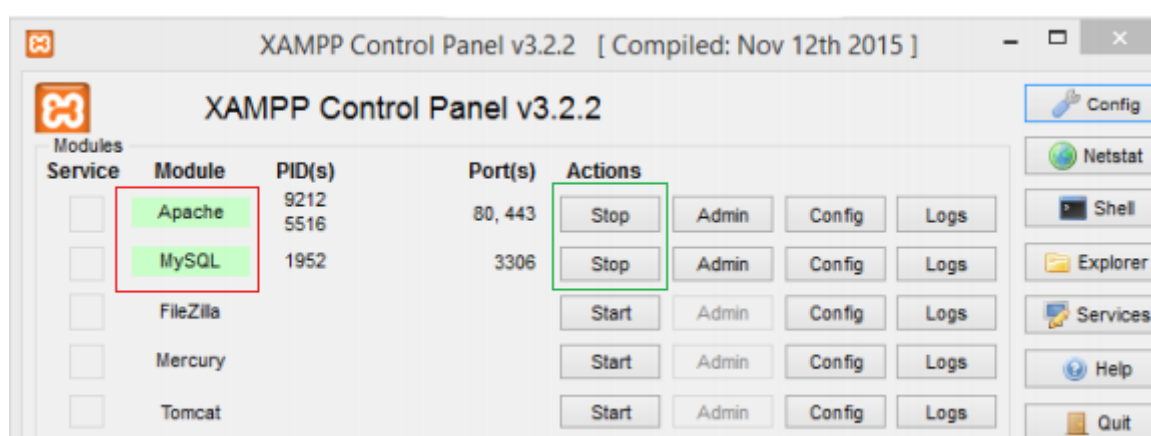 XAMPP Control Panel v3.2.2 [ Compiled: Nov 12th 2015 ]
XAMPP Control Panel v3.2.2
Config
Modules
Netstat
Service Module PID(s) Port(s) Actions
Apache 9212 5516 80, 443 Stop Admin Config Logs
Shell
MySQL 1952 3306 Stop Admin Config Logs
Explorer
FileZilla Start Admin Config Logs
Services
Mercury Start Admin Config Logs
Help
Tomcat Start Admin Config Logs
Quit